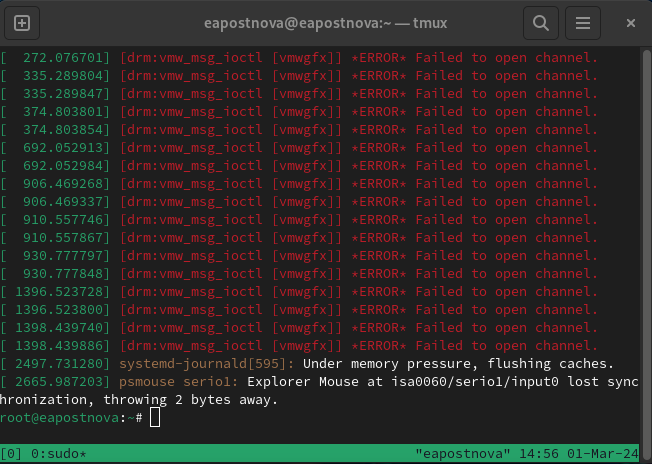 eapostnova@eapostnova:~ — tmux
[  272.076701] [drm:vmw_msg_ioctl [vmwgfx]] *ERROR* Failed to open channel.
[  335.289804] [drm:vmw_msg_ioctl [vmwgfx]] *ERROR* Failed to open channel.
[  335.289847] [drm:vmw_msg_ioctl [vmwgfx]] *ERROR* Failed to open channel.
[  374.803801] [drm:vmw_msg_ioctl [vmwgfx]] *ERROR* Failed to open channel.
[  374.803854] [drm:vmw_msg_ioctl [vmwgfx]] *ERROR* Failed to open channel.
[  692.052913] [drm:vmw_msg_ioctl [vmwgfx]] *ERROR* Failed to open channel.
[  692.052984] [drm:vmw_msg_ioctl [vmwgfx]] *ERROR* Failed to open channel.
[  906.469268] [drm:vmw_msg_ioctl [vmwgfx]] *ERROR* Failed to open channel.
[  906.469337] [drm:vmw_msg_ioctl [vmwgfx]] *ERROR* Failed to open channel.
[  910.557746] [drm:vmw_msg_ioctl [vmwgfx]] *ERROR* Failed to open channel.
[  910.557867] [drm:vmw_msg_ioctl [vmwgfx]] *ERROR* Failed to open channel.
[  930.777797] [drm:vmw_msg_ioctl [vmwgfx]] *ERROR* Failed to open channel.
[  930.777848] [drm:vmw_msg_ioctl [vmwgfx]] *ERROR* Failed to open channel.
[ 1396.523728] [drm:vmw_msg_ioctl [vmwgfx]] *ERROR* Failed to open channel.
[ 1396.523800] [drm:vmw_msg_ioctl [vmwgfx]] *ERROR* Failed to open channel.
[ 1398.439740] [drm:vmw_msg_ioctl [vmwgfx]] *ERROR* Failed to open channel.
[ 1398.439886] [drm:vmw_msg_ioctl [vmwgfx]] *ERROR* Failed to open channel.
[ 2497.731280] systemd-journald[595]: Under memory pressure, flushing caches.
[ 2665.987203] psmouse serio1: Explorer Mouse at isa0060/serio1/input0 lost sync
hronization, throwing 2 bytes away.
root@eapostnova:~#
[0] 0:sudo* "eapostnova" 14:56 01-Mar-24